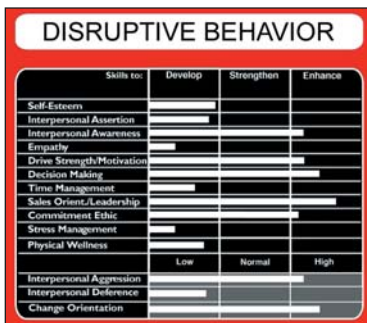 DISRUPTIVE BEHAVIOR
Skills to: Develop Strengthen Enhance
Self-Esteem
Interpersonal Assertion
Interpersonal Awareness
Empathy
Drive Strength/Motivation
Decision Making
Time Management
Sales Orient./Leadership
Commitment Ethic
Stress Management
Physical Wellness
Low Normal High
Interpersonal Aggression
Interpersonal Deference
Change Orientation